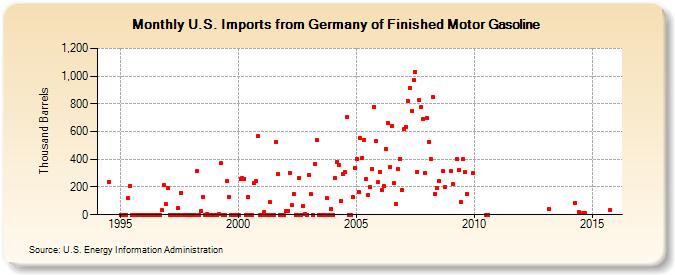 Monthly U.S. Imports from Germany of Finished Motor Gasoline
Thousand Barrels
1,200
1,000
800
600
400
200
0
1995 2000 2005 2010 2015
Source: U.S. Energy Information Administration